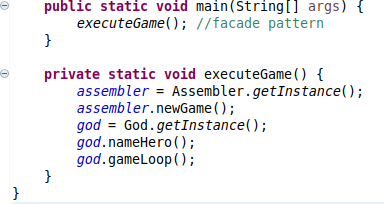 public static void main(String[] args) {
executeGame(); //facade pattern
}
private static void executeGame() {
assembler = Assembler.getInstance();
assembler.newGame();
god = God.getInstance();
god.nameHero();
god.gameLoop();
}
}